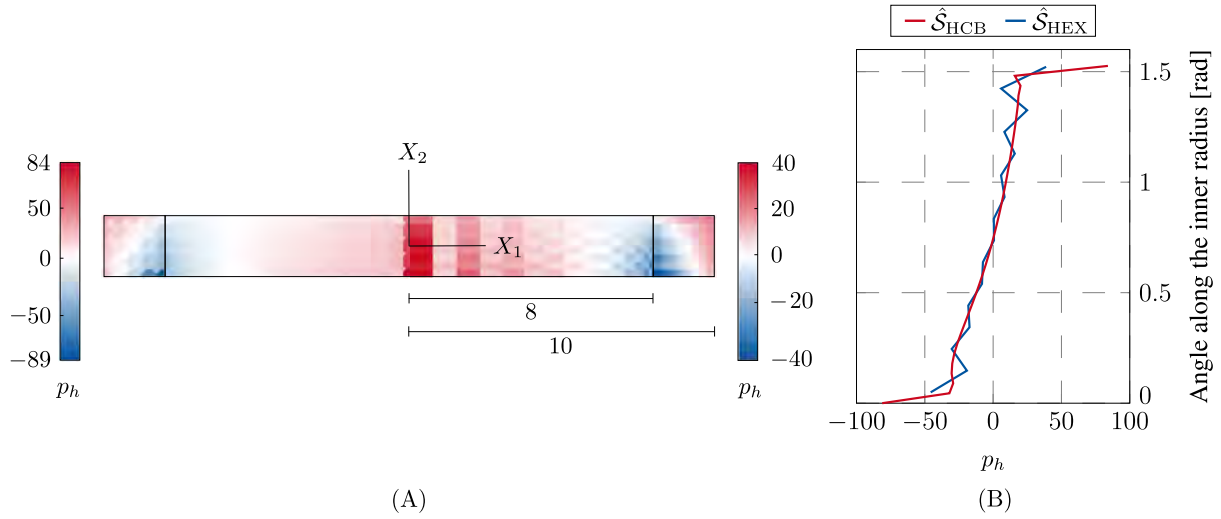 84
50
0
−50
−89
p_h
X_2
X_1
8
10
40
20
0
−20
−40
p_h
(A)
Ŝ_HCB Ŝ_HEX
1.5
1
0.5
0
Angle along the inner radius [rad]
−100 −50 0 50 100
p_h
(B)